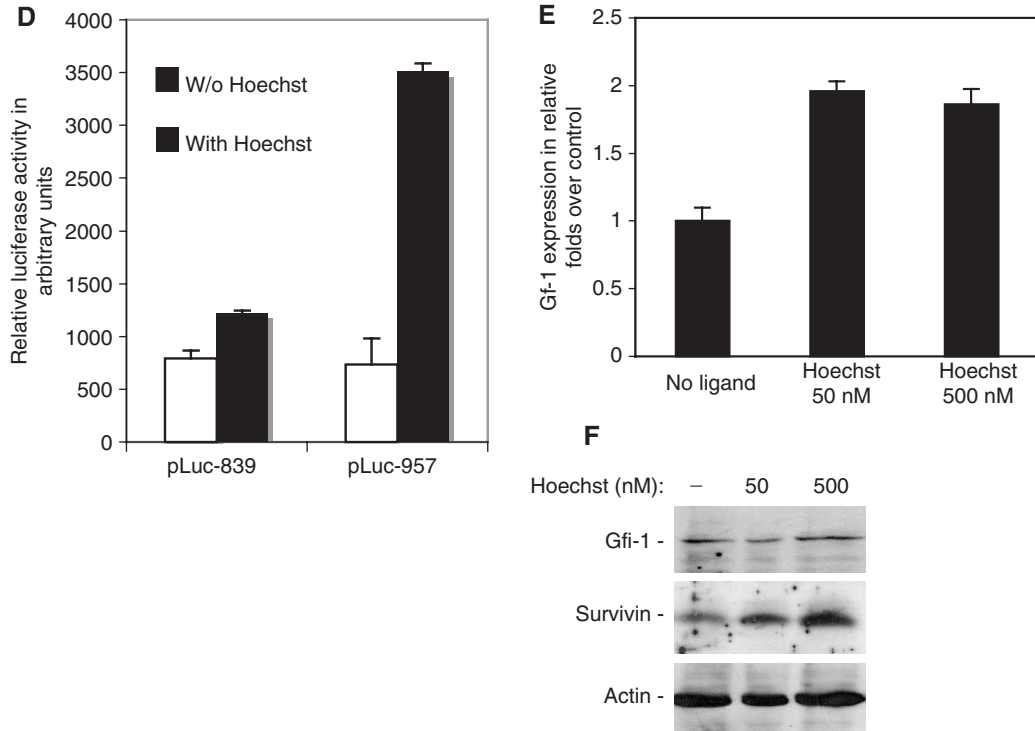 D
Relative luciferase activity in
arbitrary units
4000
3500
3000
2500
2000
1500
1000
500
0
W/o Hoechst
With Hoechst
pLuc-839
pLuc-957
E
Gf-1 expression in relative
folds over control
2.5
2
1.5
1
0.5
0
No ligand
Hoechst
50 nM
Hoechst
500 nM
F
Hoechst (nM): – 50 500
Gfi-1 -
Survivin -
Actin -